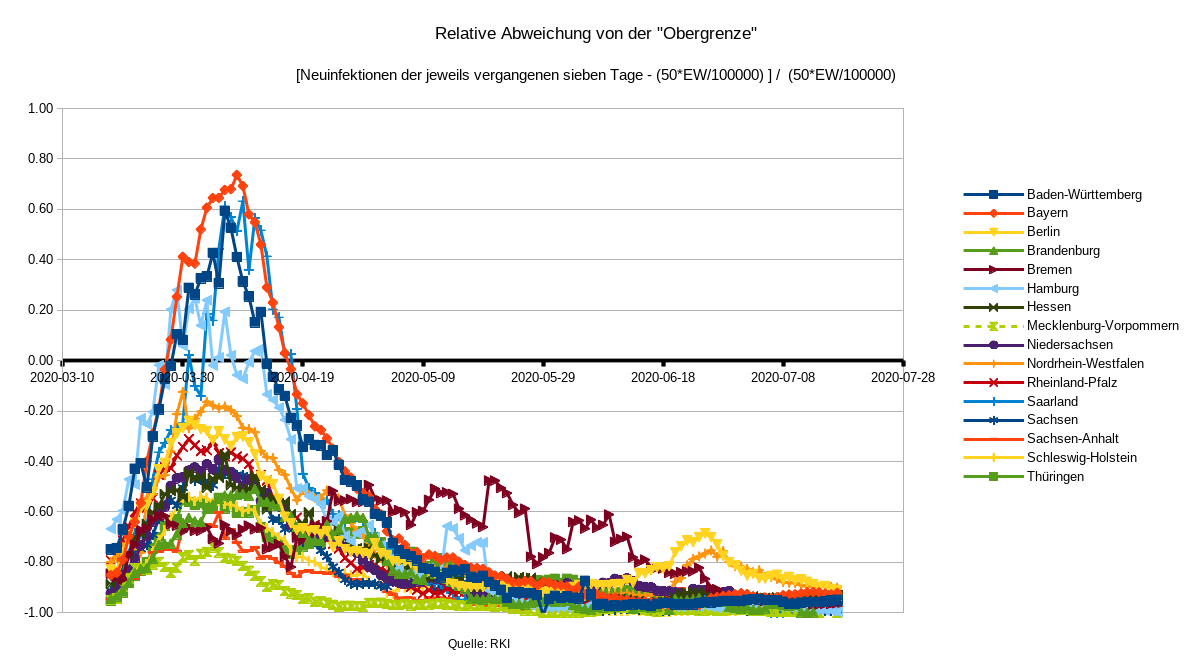 Relative Abweichung von der "Obergrenze"
[Neuinfektionen der jeweils vergangenen sieben Tage - (50*EW/100000) ] / (50*EW/100000)
1.00
0.80
0.60
0.40
0.20
0.00
-0.20
-0.40
-0.60
-0.80
-1.00
2020-03-10 2020-03-30 2020-04-19 2020-05-09 2020-05-29 2020-06-18 2020-07-08 2020-07-28
Baden-Württemberg
Bayern
Berlin
Brandenburg
Bremen
Hamburg
Hessen
Mecklenburg-Vorpommern
Niedersachsen
Nordrhein-Westfalen
Rheinland-Pfalz
Saarland
Sachsen
Sachsen-Anhalt
Schleswig-Holstein
Thüringen
Quelle: RKI